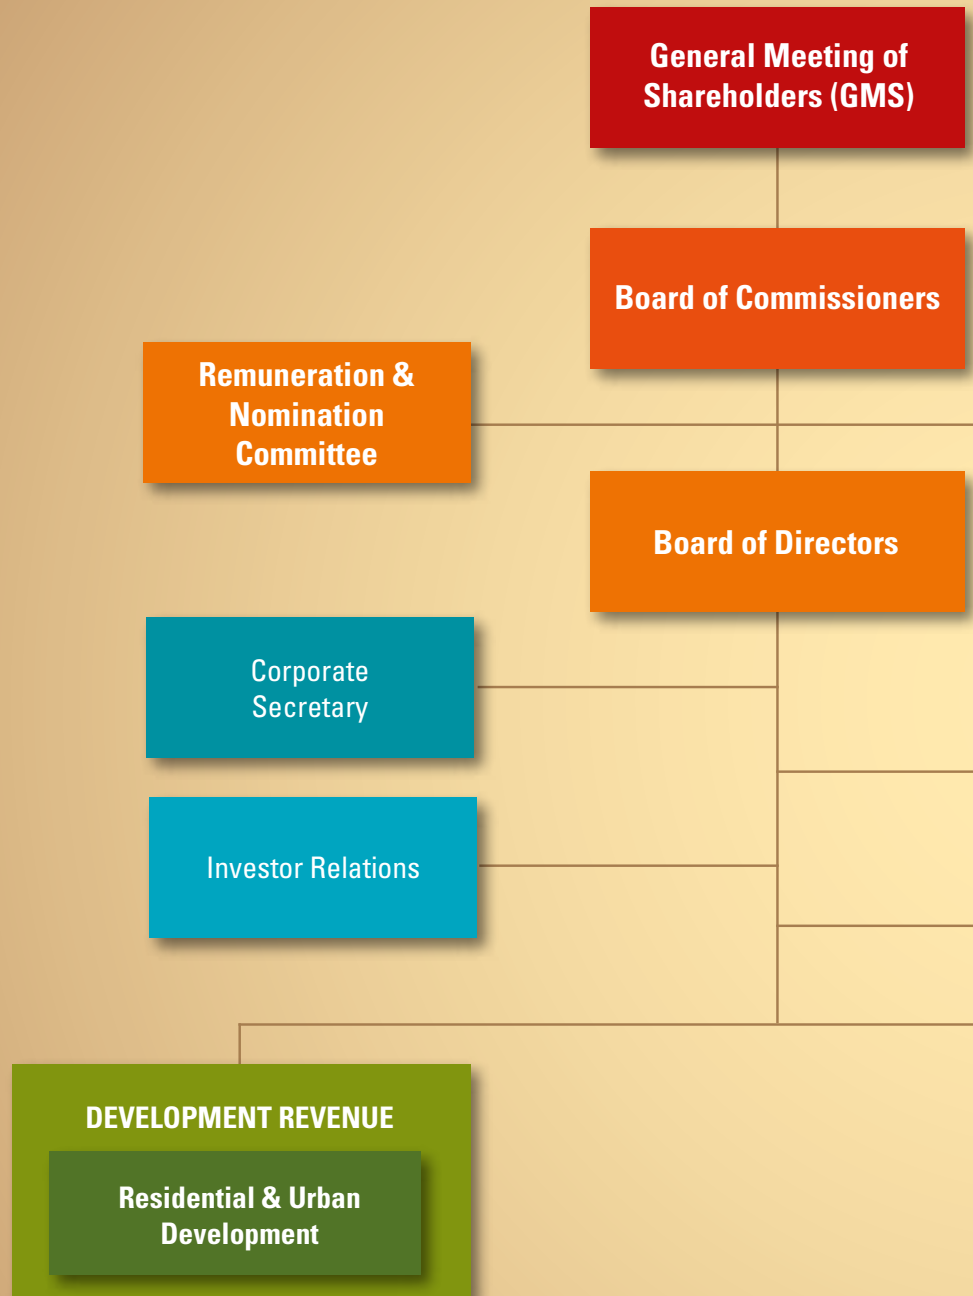 General Meeting of
Shareholders (GMS)
Board of Commissioners
Remuneration &
Nomination
Committee
Board of Directors
Corporate
Secretary
Investor Relations
DEVELOPMENT REVENUE
Residential & Urban
Development